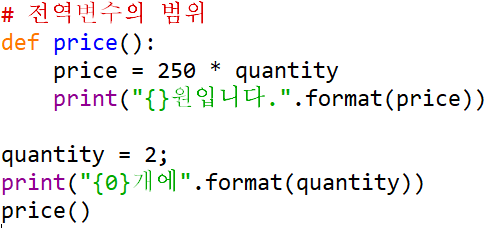 # 전역변수의 범위
def price():
    price = 250 * quantity
    print("{}원입니다.".format(price))

quantity = 2;
print("{0}개에".format(quantity))
price()